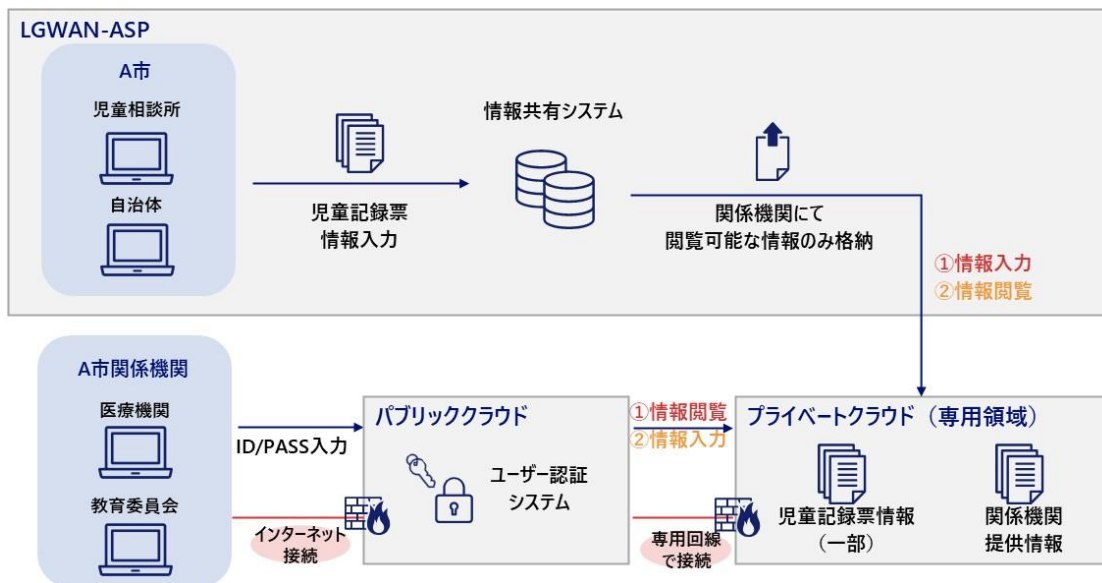 LGWAN-ASP
A市
児童相談所
自治体
児童記録票
情報入力
情報共有システム
関係機関にて
閲覧可能な情報のみ格納
①情報入力
②情報閲覧
A市関係機関
医療機関
教育委員会
ID/PASS入力
インターネット
接続
パブリッククラウド
ユーザー認証
システム
①情報閲覧
②情報入力
専用回線
で接続
プライベートクラウド（専用領域）
児童記録票情報
（一部）
関係機関
提供情報